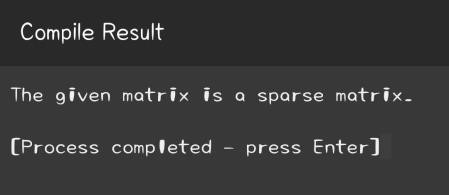 Compile Result
The given matrix is a sparse matrix.
[Process completed - press Enter]